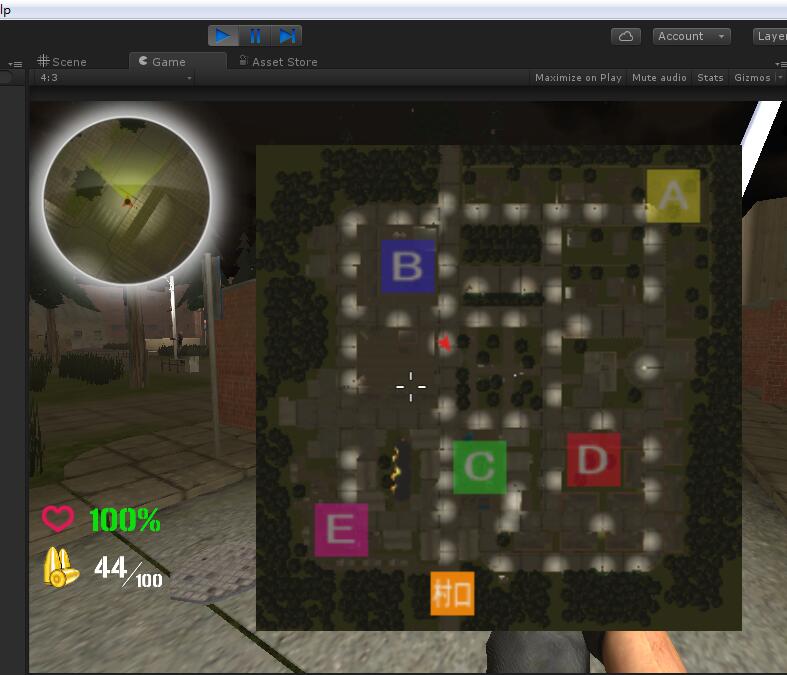 lp
Account
Layer
Scene
Game
Asset Store
4:3
Maximize on Play
Mute audio
Stats
Gizmos
A
B
C
D
E
100%
44/100
村口